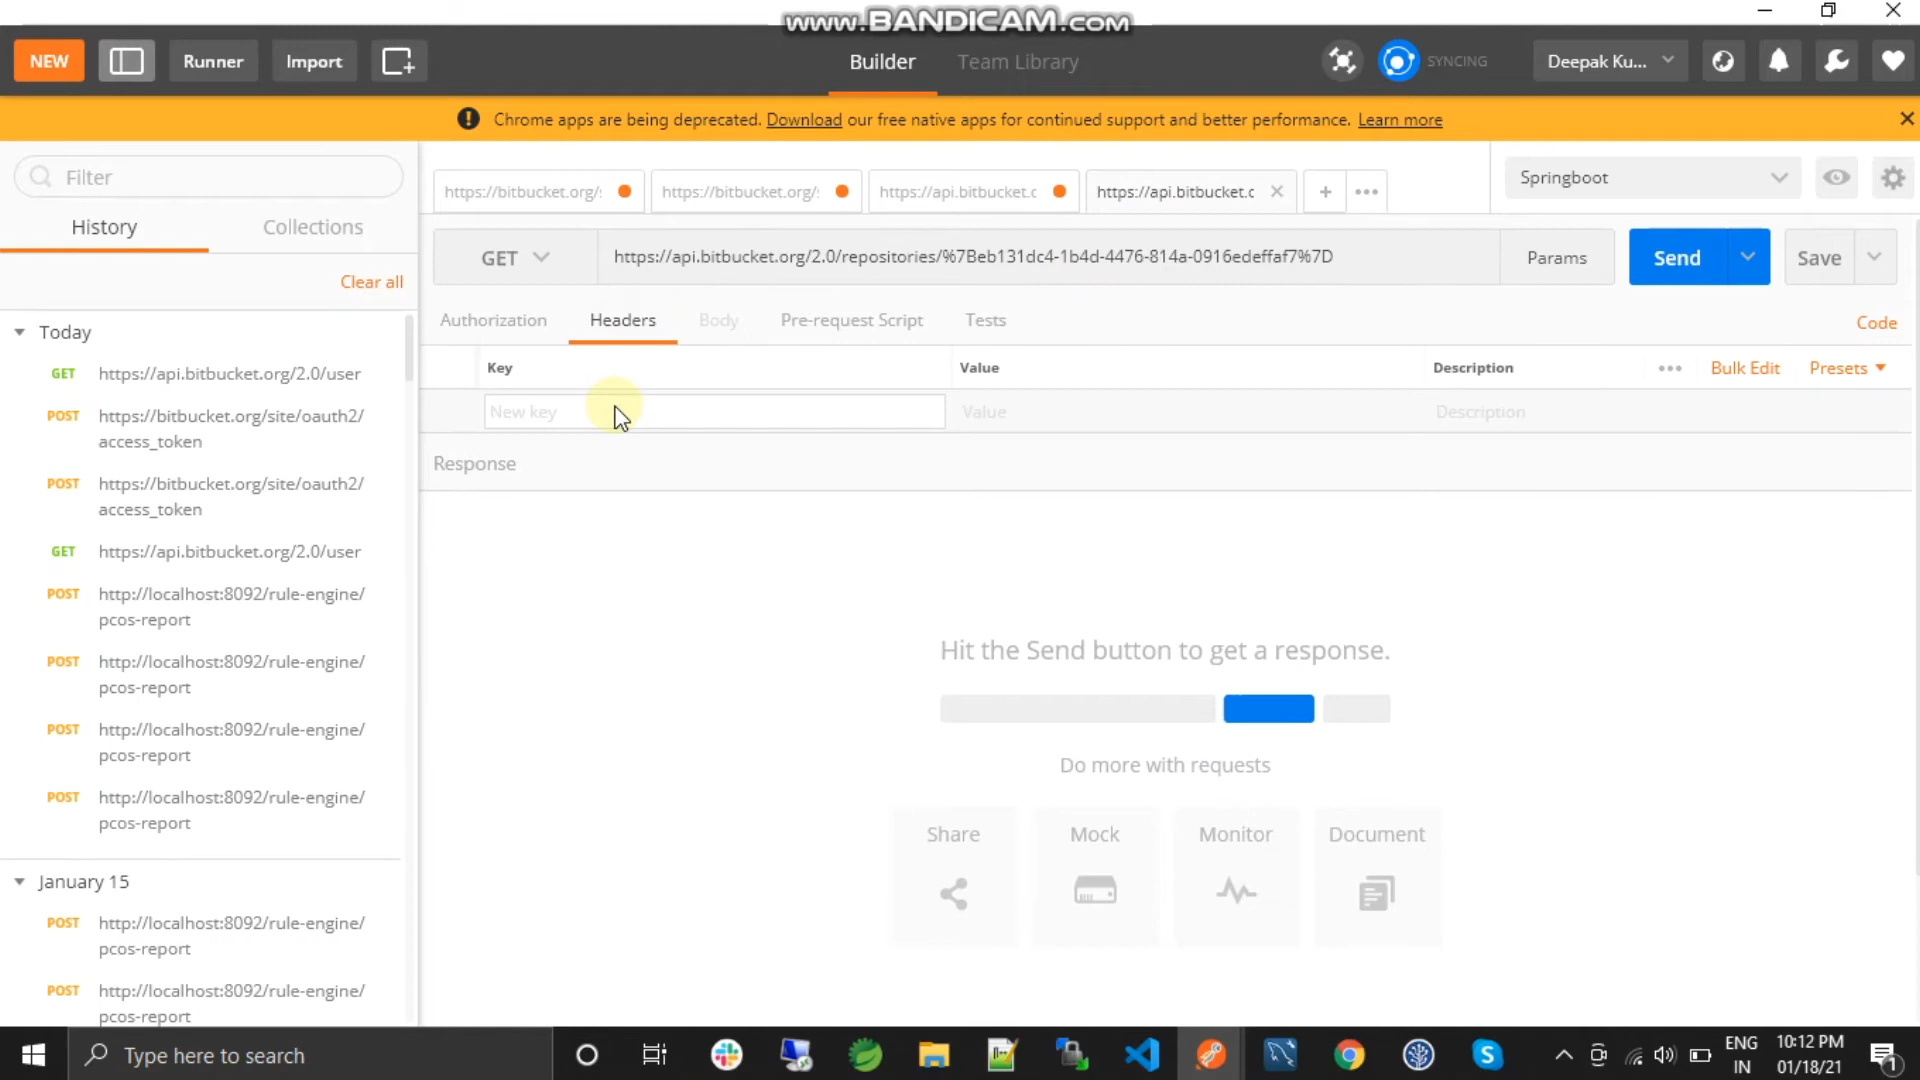 www.BANDICAM.com
NEW
Runner
Import
Builder
Team Library
SYNCING
Deepak Ku...
Chrome apps are being deprecated. Download our free native apps for continued support and better performance. Learn more
Filter
History
Collections
Clear all
Today
GET https://api.bitbucket.org/2.0/user
POST https://bitbucket.org/site/oauth2/
access_token
POST https://bitbucket.org/site/oauth2/
access_token
GET https://api.bitbucket.org/2.0/user
POST http://localhost:8092/rule-engine/
pcos-report
POST http://localhost:8092/rule-engine/
pcos-report
POST http://localhost:8092/rule-engine/
pcos-report
POST http://localhost:8092/rule-engine/
pcos-report
January 15
POST http://localhost:8092/rule-engine/
pcos-report
POST http://localhost:8092/rule-engine/
pcos-report
https://bitbucket.org/:
https://bitbucket.org/:
https://api.bitbucket.c
https://api.bitbucket.c
Springboot
GET
https://api.bitbucket.org/2.0/repositories/%7Beb131dc4-1b4d-4476-814a-0916edeffaf7%7D
Params
Send
Save
Authorization
Headers
Body
Pre-request Script
Tests
Code
Key
Value
Description
Bulk Edit
Presets
New key
Value
Description
Response
Hit the Send button to get a response.
Do more with requests
Share
Mock
Monitor
Document
Type here to search
ENG
IN
10:12 PM
01/18/21
1